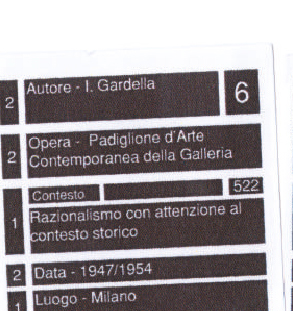 2 Autore - I. Gardella 6
2 Opera - Padiglione d'Arte
Contemporanea della Galleria
Contesto 522
1 Razionalismo con attenzione al
contesto storico
2 Data - 1947/1954
1 Luogo - Milano